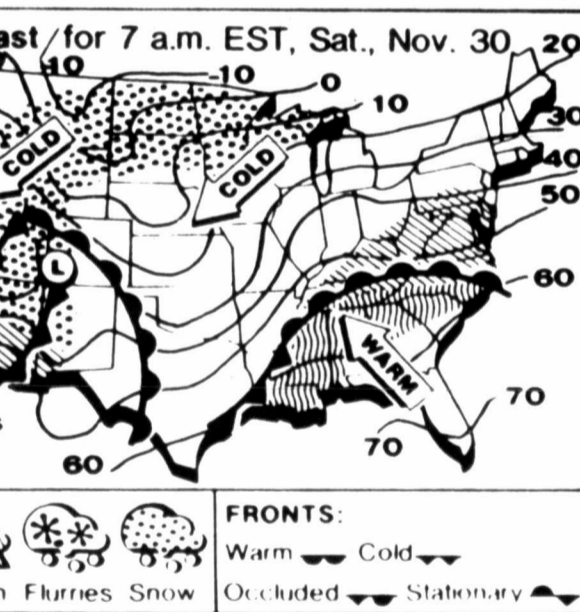 ast/for 7 a.m. EST, Sat., Nov. 30 20
10 -10 0 10
30
40
50
60
70
70
60
COLD
COLD
L
WARM
FRONTS:
Warm Cold
Flurries Snow Occluded Stationary